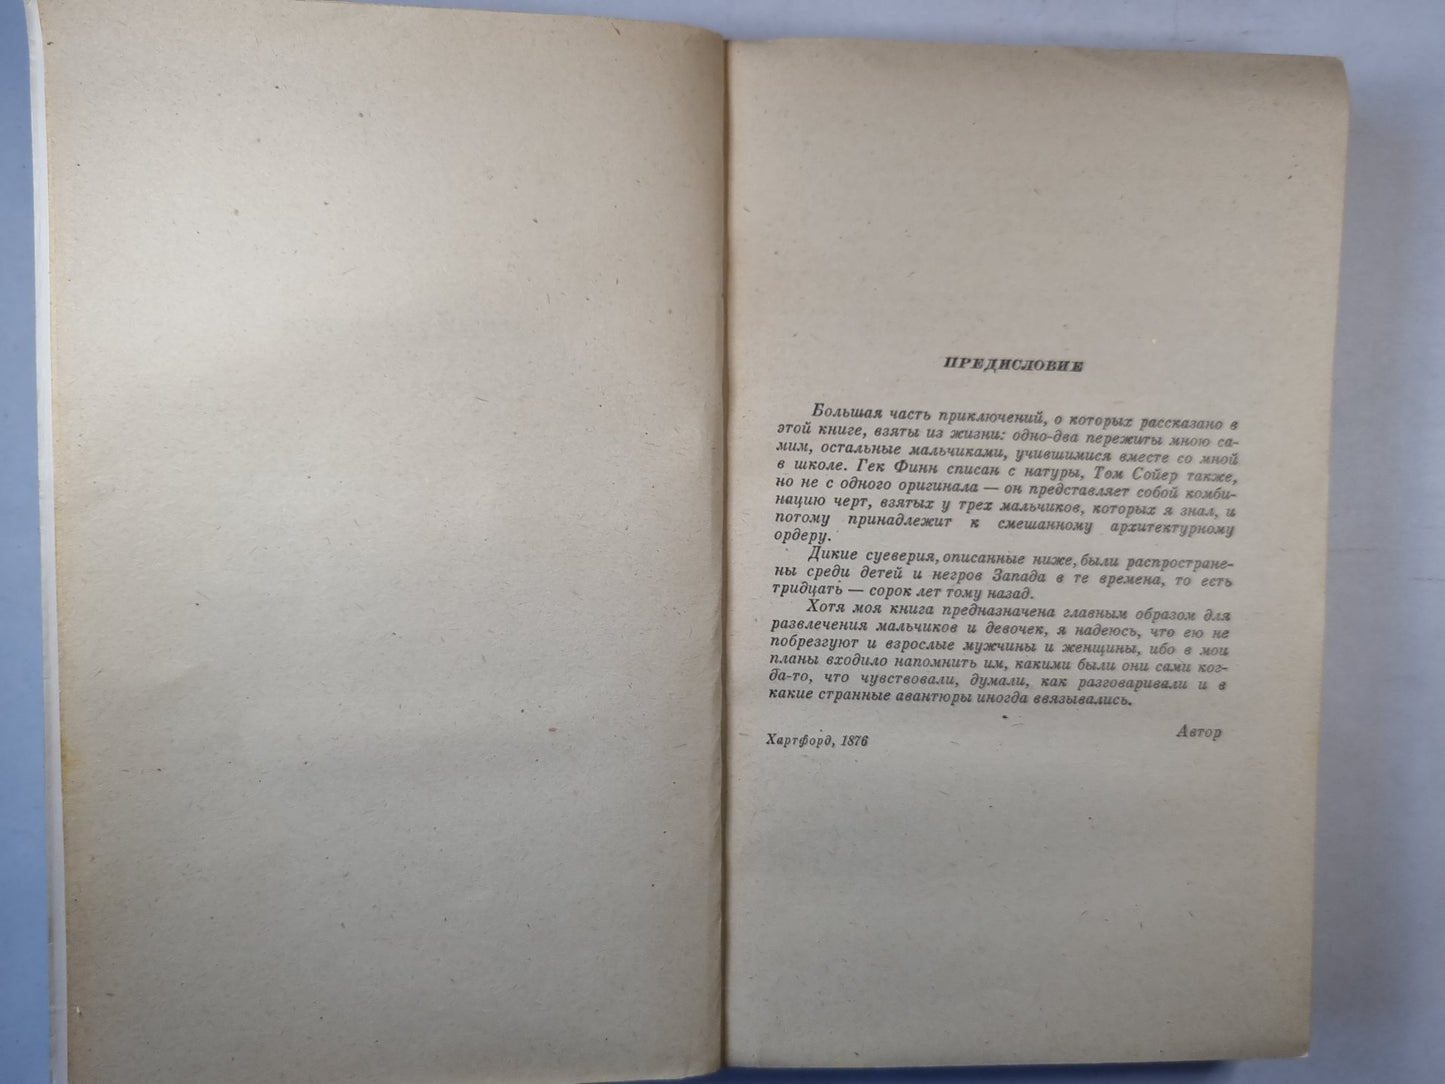 ПРЕДИСЛОВИЕ
Большая часть приключений, о которых рассказано в
этой книге, взяты из жизни: одно-два пережиты мною са-
мим, остальные мальчиками, учившимися вместе со мной
в школе. Гек Финн списан с натуры, Том Сойер также,
но не с одного оригинала — он представляет собой комби-
нацию черт, взятых у трех мальчиков, которых я знал, и
потому принадлежит к смешанному архитектурному
ордеру.
Дикие суеверия, описанные ниже, были распростране-
ны среди детей и негров Запада в те времена, то есть
тридцать — сорок лет тому назад.
Хотя моя книга предназначена главным образом для
развлечения мальчиков и девочек, я надеюсь, что ею не
побрезгуют и взрослые мужчины и женщины, ибо в мои
планы входило напомнить им, какими были они сами ког-
да-то, что чувствовали, думали, как разговаривали и в
какие странные авантюры иногда ввязывались.
Автор
Хартфорд, 1876